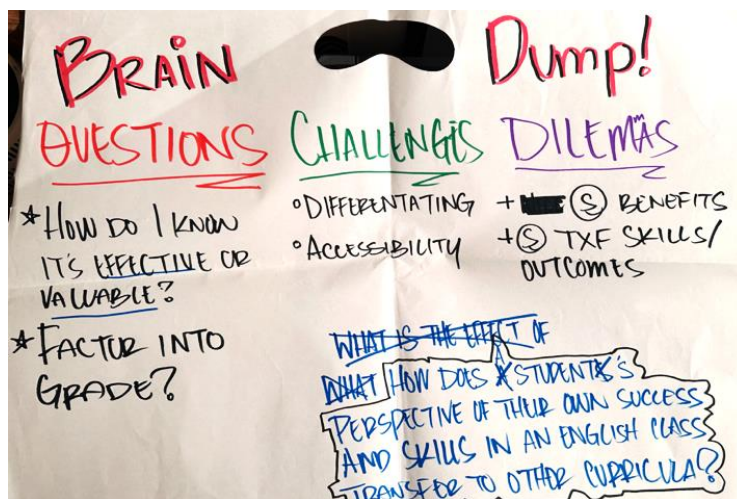 BRAIN DUMP!
QUESTIONS
* HOW DO I KNOW
IT'S EFFECTIVE OR
VALUABLE?
* FACTOR INTO
GRADE?
CHALLENGES
° DIFFERENTATING
° ACCESSIBILITY
DILEMMAS
+ Ⓢ BENEFITS
+ Ⓢ TXF SKILLS/
OUTCOMES
WHAT IS THE EFFECT OF
WHAT HOW DOES A STUDENT'S
PERSPECTIVE OF THEIR OWN SUCCESS
AND SKILLS IN AN ENGLISH CLASS
TRANSFER TO OTHER CURRICULA?